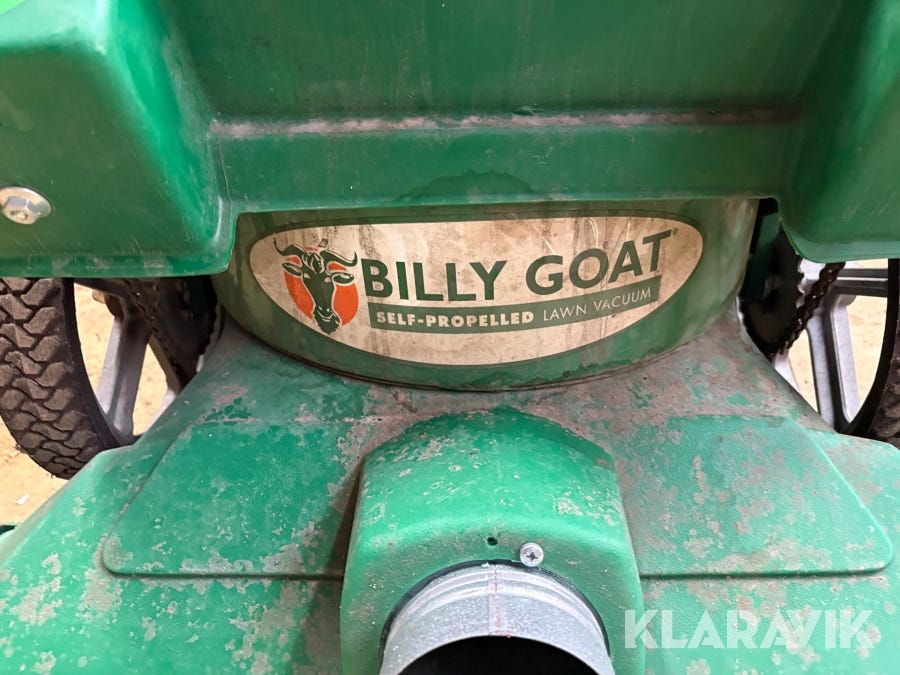 BILLY GOAT®
SELF-PROPELLED LAWN VACUUM
KLARAVIK